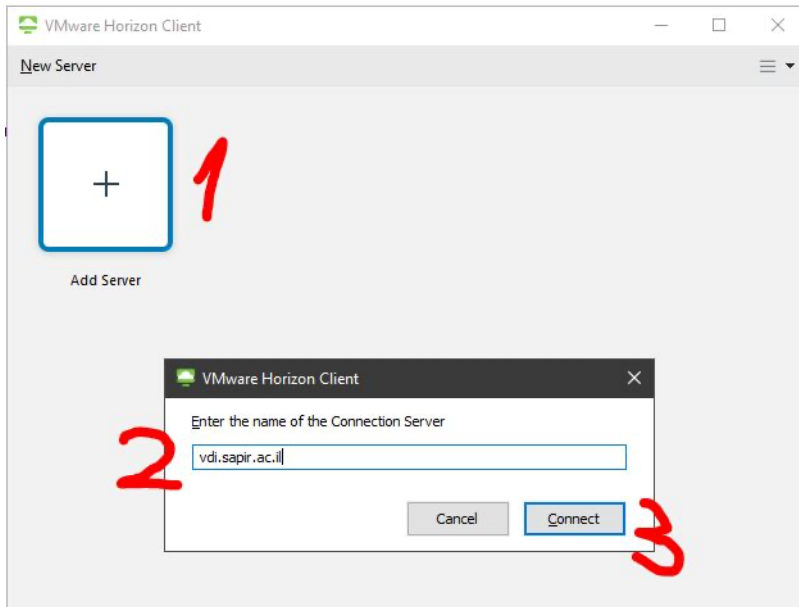 VMware Horizon Client
New Server
1
Add Server
VMware Horizon Client
Enter the name of the Connection Server
2
vdi.sapir.ac.il
Cancel
Connect
3